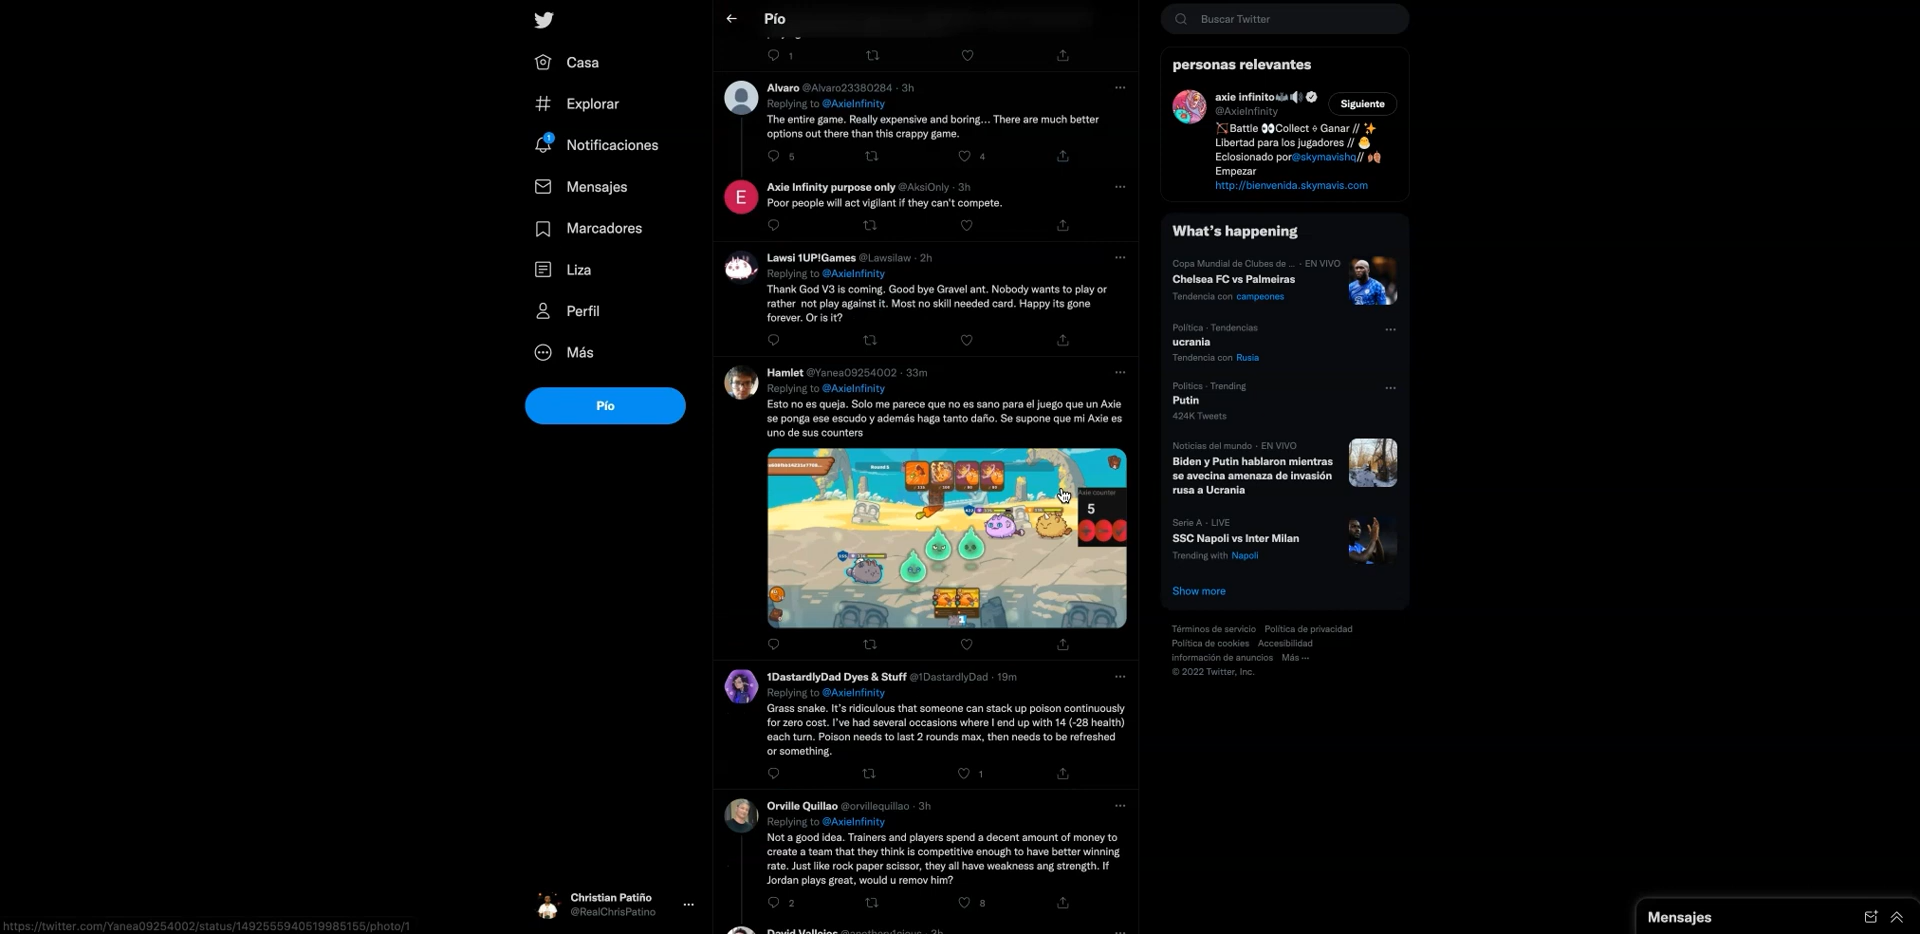 Casa
Explorar
1
Notificaciones
Mensajes
Marcadores
Liza
Perfil
Más
Pío
Christian Patiño
@RealChrisPatino
https://twitter.com/Yanea09254002/status/1492555940519985155/photo/1
Pío
1
Alvaro @Alvaro23380284 · 3h
Replying to @AxieInfinity
The entire game. Really expensive and boring... There are much better
options out there than this crappy game.
5 4
E
Axie Infinity purpose only @AksiOnly · 3h
Poor people will act vigilant if they can't compete.
Lawsi 1UP!Games @Lawsilaw · 2h
Replying to @AxieInfinity
Thank God V3 is coming. Good bye Gravel ant. Nobody wants to play or
rather not play against it. Most no skill needed card. Happy its gone
forever. Or is it?
Hamlet @Yanea09254002 · 33m
Replying to @AxieInfinity
Esto no es queja. Solo me parece que no es sano para el juego que un Axie
se ponga ese escudo y además haga tanto daño. Se supone que mi Axie es
uno de sus counters
Round 5
Axie counter
5
1DastardlyDad Dyes & Stuff @1DastardlyDad · 19m
Replying to @AxieInfinity
Grass snake. It's ridiculous that someone can stack up poison continuously
for zero cost. I've had several occasions where I end up with 14 (-28 health)
each turn. Poison needs to last 2 rounds max, then needs to be refreshed
or something.
1
Orville Quillao @orvillequillao · 3h
Replying to @AxieInfinity
Not a good idea. Trainers and players spend a decent amount of money to
create a team that they think is competitive enough to have better winning
rate. Just like rock paper scissor, they all have weakness ang strength. If
Jordan plays great, would u remov him?
2 8
Buscar Twitter
personas relevantes
axie infinito
@AxieInfinity
Siguiente
Battle Collect Ganar //
Libertad para los jugadores //
Eclosionado por@skymavishq//
Empezar
http://bienvenida.skymavis.com
What's happening
Copa Mundial de Clubes de ... · EN VIVO
Chelsea FC vs Palmeiras
Tendencia con campeones
Política · Tendencias
ucrania
Tendencia con Rusia
Politics · Trending
Putin
424K Tweets
Noticias del mundo · EN VIVO
Biden y Putin hablaron mientras
se avecina amenaza de invasión
rusa a Ucrania
Serie A · LIVE
SSC Napoli vs Inter Milan
Trending with Napoli
Show more
Términos de servicio Política de privacidad
Política de cookies Accesibilidad
información de anuncios Más ···
© 2022 Twitter, Inc.
Mensajes